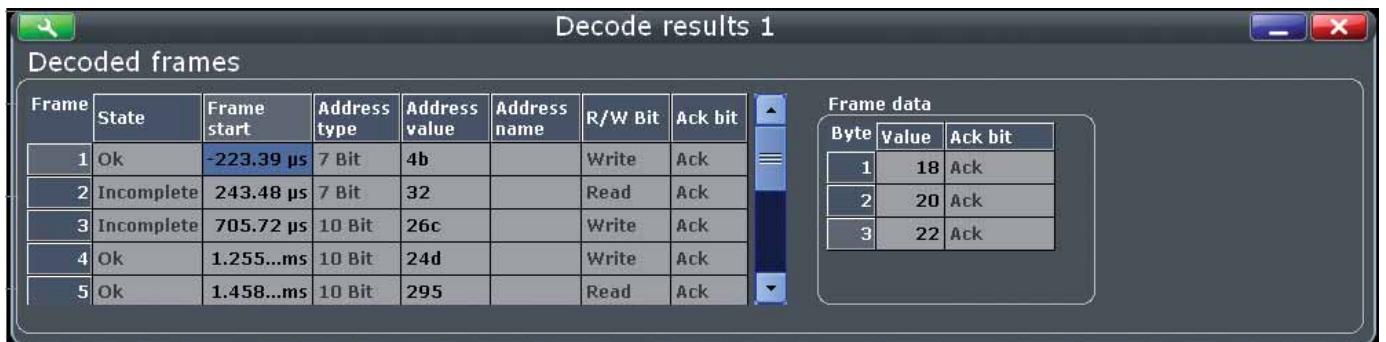 Decode results 1
Decoded frames
Frame State Frame start Address type Address value Address name R/W Bit Ack bit
1 Ok -223.39 µs 7 Bit 4b Write Ack
2 Incomplete 243.48 µs 7 Bit 32 Read Ack
3 Incomplete 705.72 µs 10 Bit 26c Write Ack
4 Ok 1.255...ms 10 Bit 24d Write Ack
5 Ok 1.458...ms 10 Bit 295 Read Ack
Frame data
Byte Value Ack bit
1 18 Ack
2 20 Ack
3 22 Ack